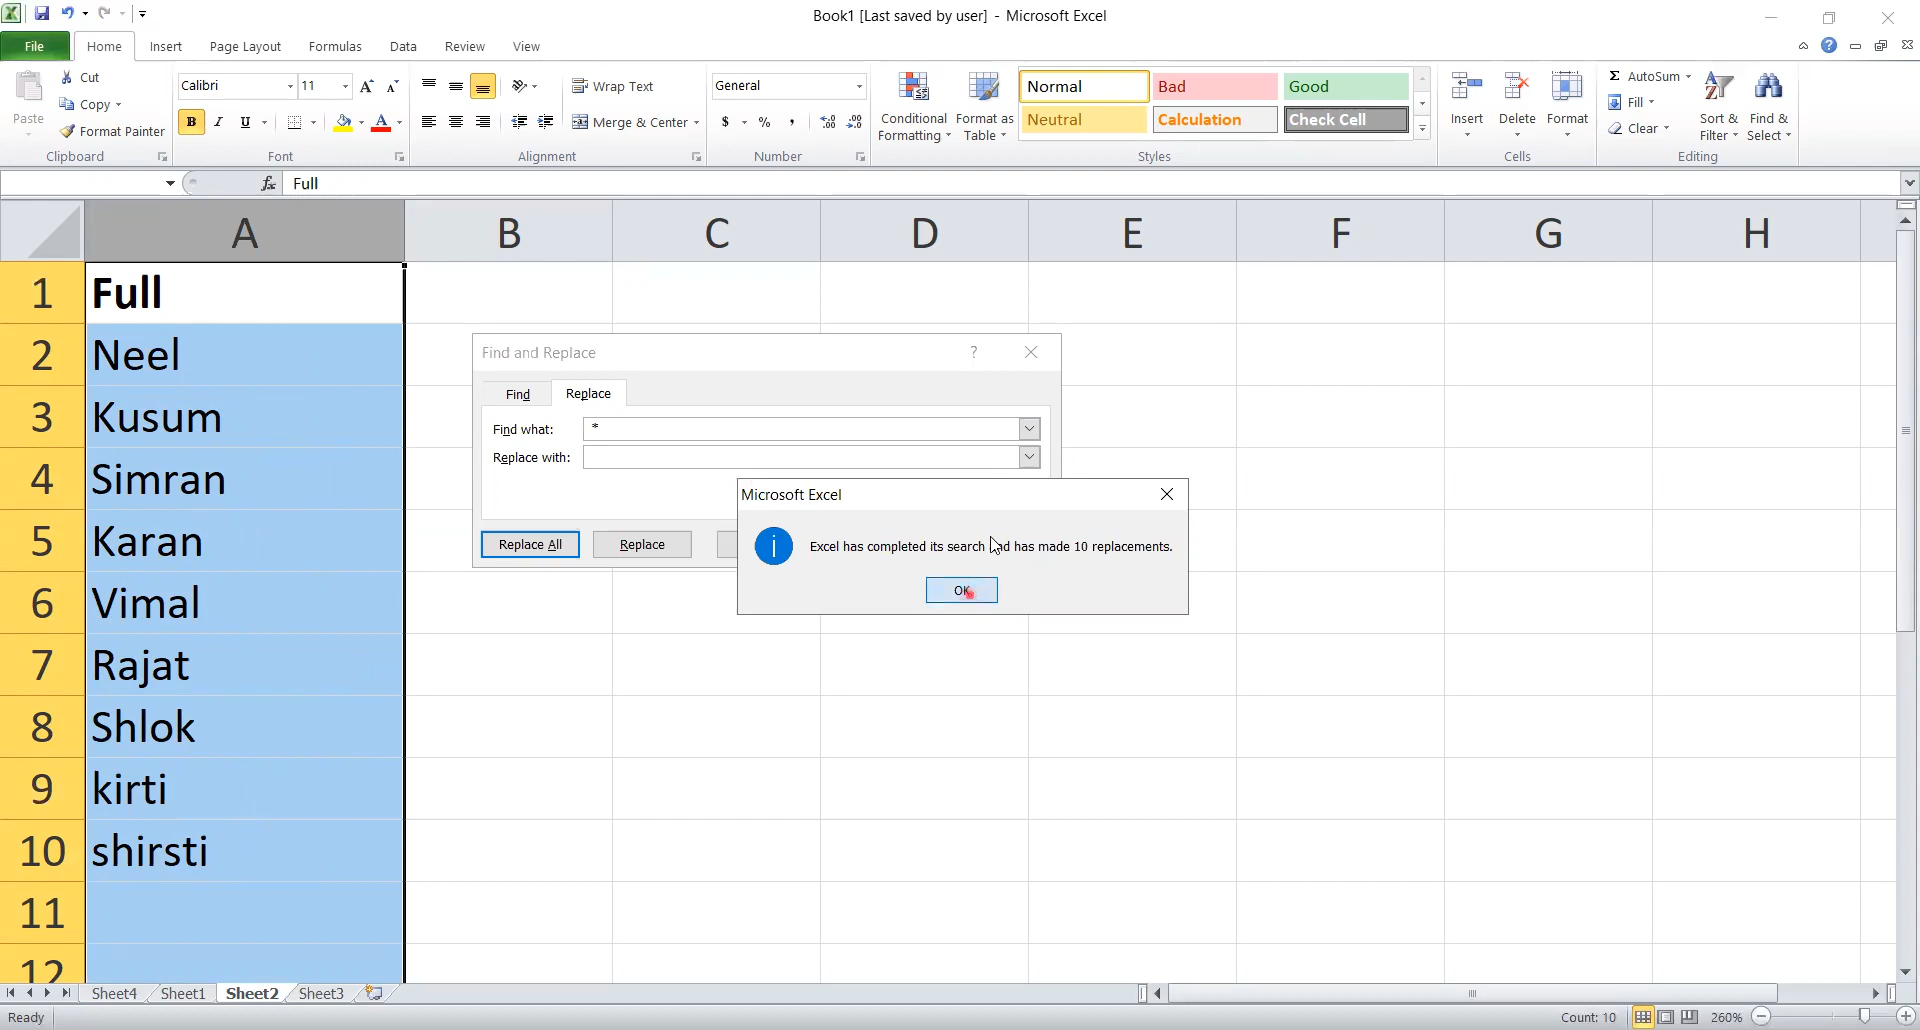 Book1 [Last saved by user] - Microsoft Excel
File Home Insert Page Layout Formulas Data Review View
Paste
Cut
Copy
Format Painter
Clipboard
Calibri 11
B I U
Font
Wrap Text
Merge & Center
Alignment
General
$ % ,
Number
Conditional Formatting
Format as Table
Normal Bad Good
Neutral Calculation Check Cell
Styles
Insert Delete Format
Cells
Σ AutoSum
Fill
Clear
Sort & Filter
Find & Select
Editing
fx Full
A B C D E F G H
1 Full
2 Neel
3 Kusum
4 Simran
5 Karan
6 Vimal
7 Rajat
8 Shlok
9 kirti
10 shirsti
11
12
Find and Replace ?
Find Replace
Find what: *
Replace with:
Replace All Replace
Microsoft Excel
Excel has completed its search and has made 10 replacements.
OK
Sheet4 Sheet1 Sheet2 Sheet3
Ready Count: 10 260%